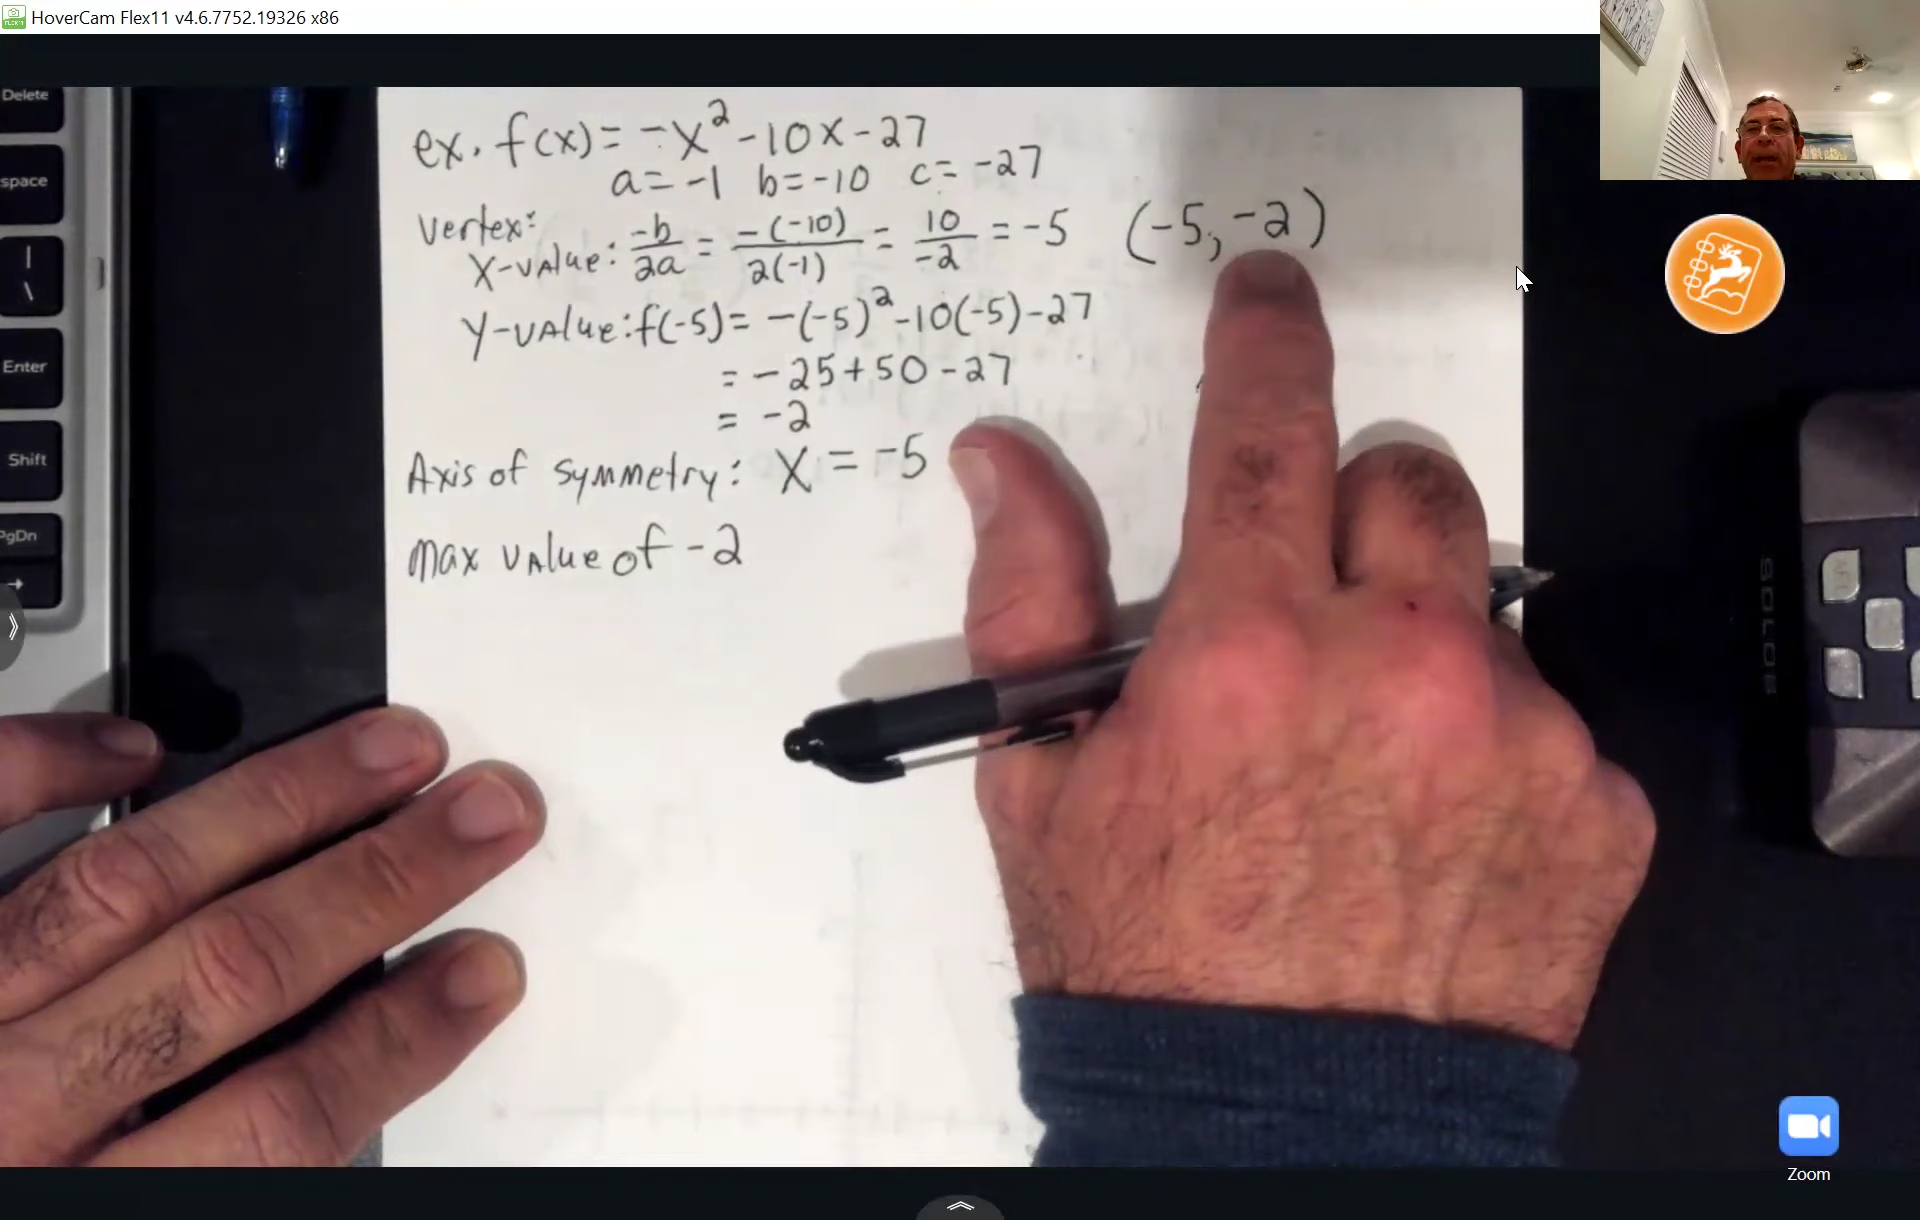 HoverCam Flex11 v4.6.7752.19326 x86
Delete
space
|
\
Enter
Shift
PgDn
→
ex. f(x) = -x² - 10x - 27
a = -1 b = -10 c = -27
Vertex:
x-value: -b/2a = -(-10)/2(-1) = 10/-2 = -5 (-5, -2)
y-value: f(-5) = -(-5)² - 10(-5) - 27
= -25 + 50 - 27
= -2
Axis of symmetry: x = -5
max value of -2
Zoom